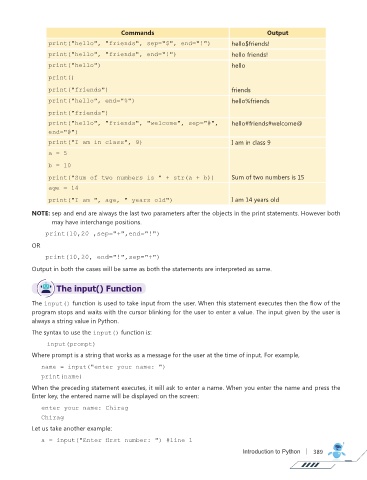 Commands Output
print("hello", "friends", sep="$", end="!") hello$friends!
print("hello", "friends", end="!") hello friends!
print("hello") hello
print()
print("friends") friends
print("hello", end="%") hello%friends
print("friends")
print("hello", "friends", "welcome", sep="#", hello#friends#welcome@
end="@")
print("I am in class", 9) I am in class 9
a = 5
b = 10
print("Sum of two numbers is " + str(a + b)) Sum of two numbers is 15
age = 14
print("I am ", age, " years old") I am 14 years old
NOTE: sep and end are always the last two parameters after the objects in the print statements. However both
may have interchange positions.
print(10,20 ,sep="+",end="!")
OR
print(10,20, end="!",sep="+")
Output in both the cases will be same as both the statements are interpreted as same.
The input() Function
The input() function is used to take input from the user. When this statement executes then the flow of the
program stops and waits with the cursor blinking for the user to enter a value. The input given by the user is
always a string value in Python.
The syntax to use the input() function is:
input(prompt)
Where prompt is a string that works as a message for the user at the time of input. For example,
name = input("enter your name: ")
print(name)
When the preceding statement executes, it will ask to enter a name. When you enter the name and press the
Enter key, the entered name will be displayed on the screen:
enter your name: Chirag
Chirag
Let us take another example:
a = input("Enter first number: ") #line 1
Introduction to Python | 389